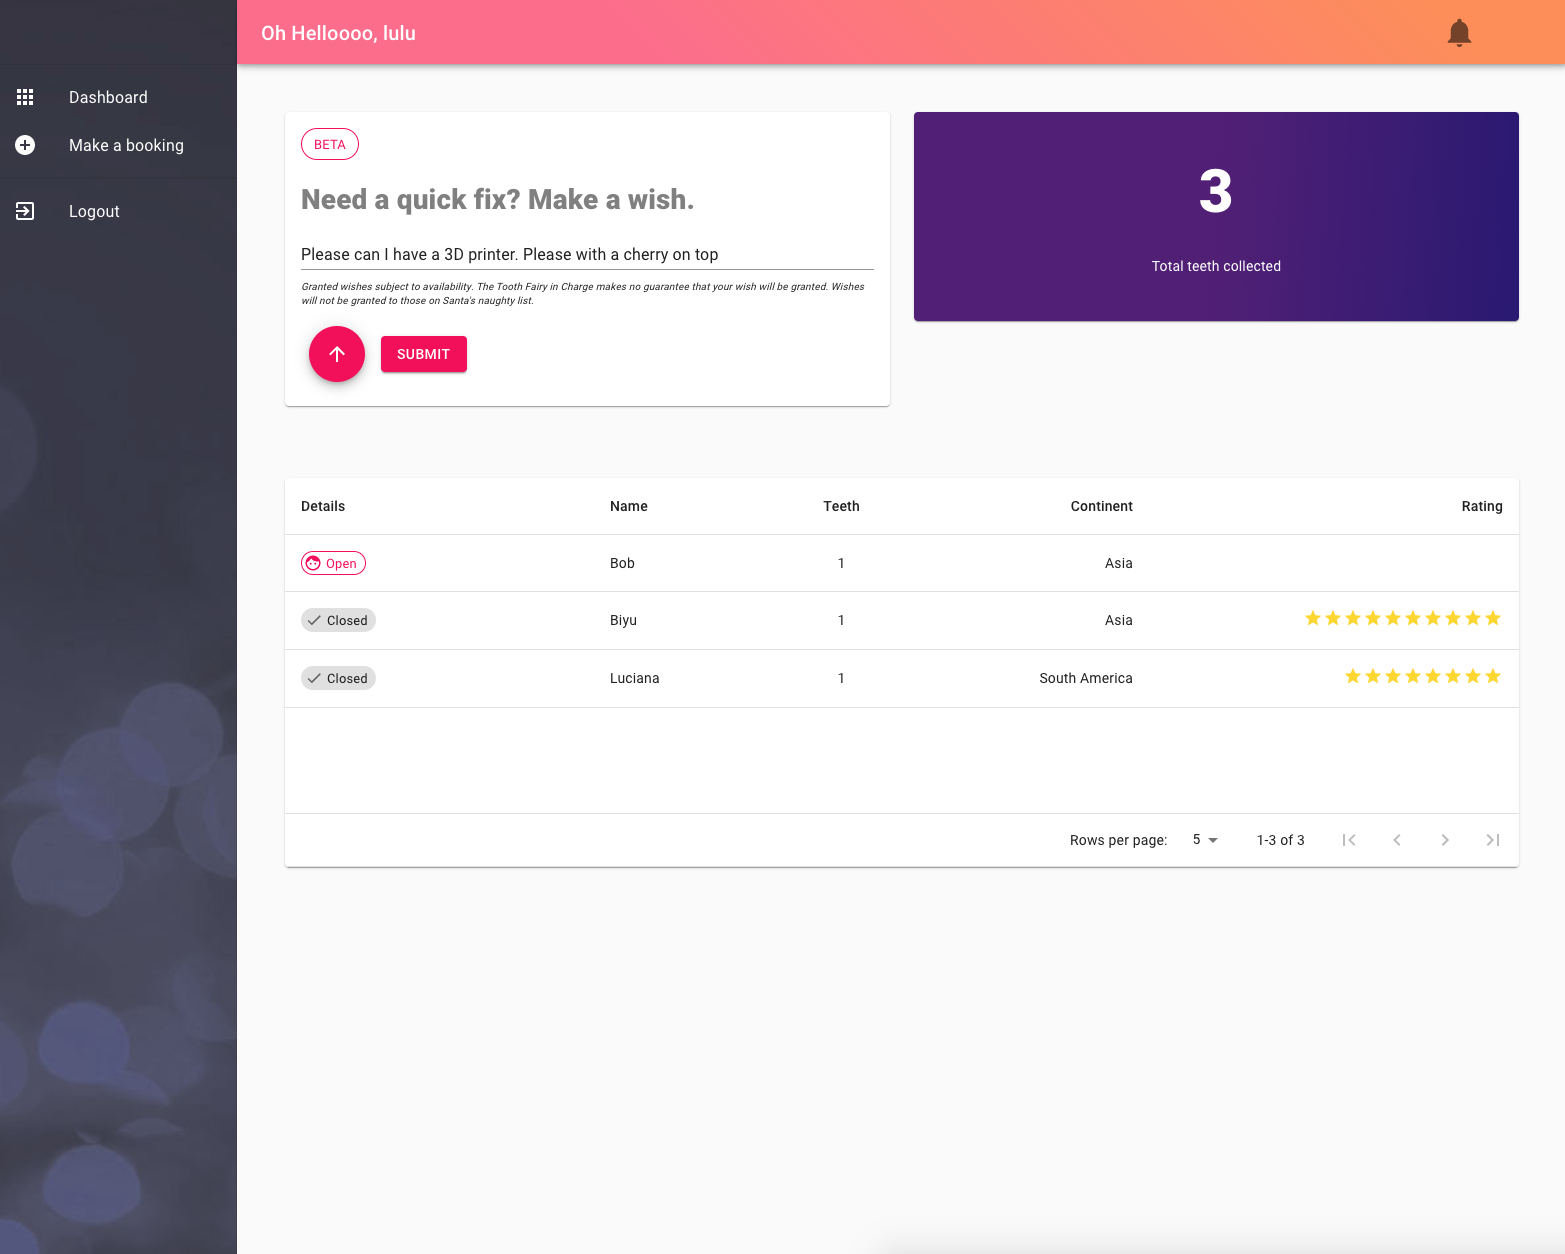 Oh Helloooo, lulu
Dashboard
Make a booking
Logout
BETA
Need a quick fix? Make a wish.
Please can I have a 3D printer. Please with a cherry on top
Granted wishes subject to availability. The Tooth Fairy in Charge makes no guarantee that your wish will be granted. Wishes
will not be granted to those on Santa's naughty list.
SUBMIT
3
Total teeth collected
Details Name Teeth Continent Rating
Open Bob 1 Asia
Closed Biyu 1 Asia
Closed Luciana 1 South America
Rows per page: 5 1-3 of 3